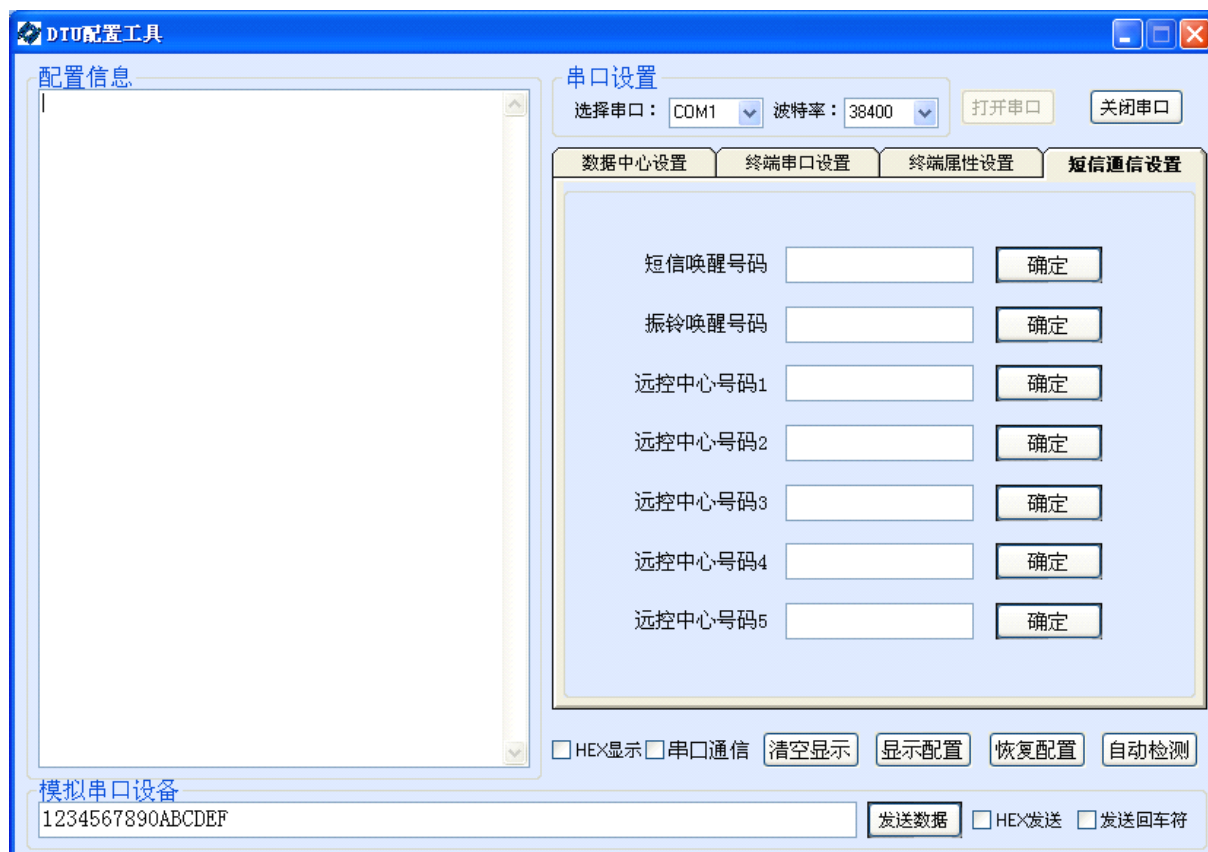 DTU配置工具
配置信息
串口设置
选择串口： COM1 波特率： 38400 打开串口 关闭串口
数据中心设置 终端串口设置 终端属性设置 短信通信设置
短信唤醒号码 确定
振铃唤醒号码 确定
远控中心号码1 确定
远控中心号码2 确定
远控中心号码3 确定
远控中心号码4 确定
远控中心号码5 确定
HEX显示 串口通信 清空显示 显示配置 恢复配置 自动检测
模拟串口设备
1234567890ABCDEF 发送数据 HEX发送 发送回车符